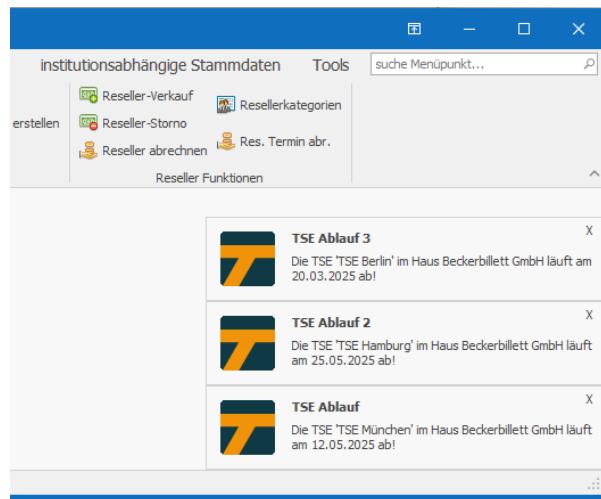 institutionsabhängige Stammdaten Tools suche Menüpunkt...
Reseller-Verkauf Resellerkategorien
erstellen Reseller-Storno
Reseller abrechnen Res. Termin abr.
Reseller Funktionen
TSE Ablauf 3 X
Die TSE 'TSE Berlin' im Haus Beckerbillett GmbH läuft am
20.03.2025 ab!
TSE Ablauf 2 X
Die TSE 'TSE Hamburg' im Haus Beckerbillett GmbH läuft
am 25.05.2025 ab!
TSE Ablauf X
Die TSE 'TSE München' im Haus Beckerbillett GmbH läuft
am 12.05.2025 ab!